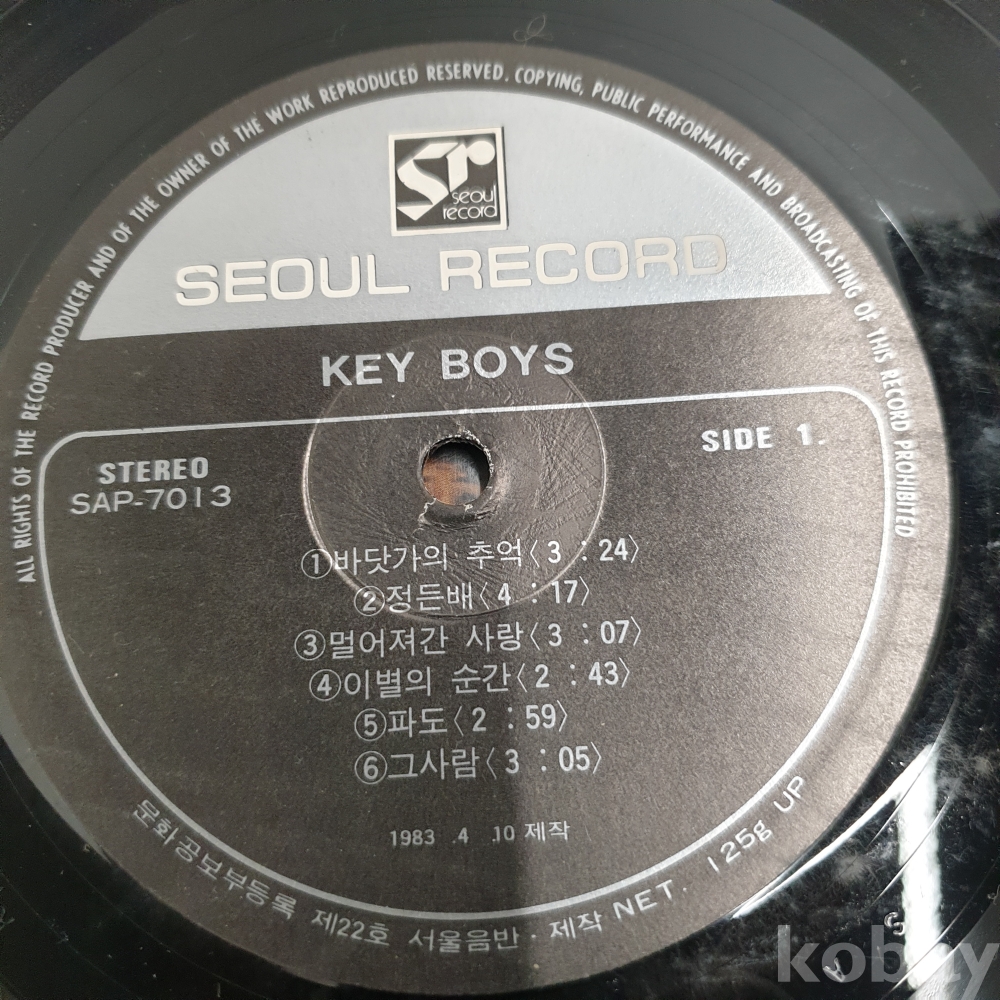 ALL RIGHTS OF THE RECORD PRODUCER AND OF THE OWNER OF THE WORK REPRODUCED RESERVED. COPYING, PUBLIC PERFORMANCE AND BROADCASTING OF THIS RECORD PROHIBITED
Sr
seoul
record
SEOUL RECORD
KEY BOYS
STEREO
SIDE 1.
SAP-7013
①바닷가의 추억〈3 : 24〉
②정든배〈4 : 17〉
③멀어져간 사랑〈3 : 07〉
④이별의 순간〈2 : 43〉
⑤파도〈2 : 59〉
⑥그사람〈3 : 05〉
1983 .4 .10 제작
문화공보부등록 제22호 서울음반·제작 NET. 125g UP
S
A
kobay